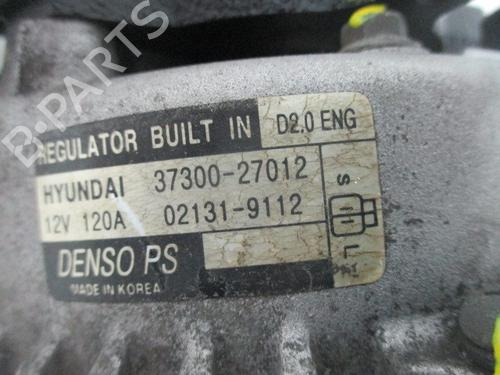 REGULATOR BUILT IN D2.0 ENG
HYUNDAI 37300-27012 S
12V 120A 02131-9112 L
DENSO PS
MADE IN KOREA
B-PARTS